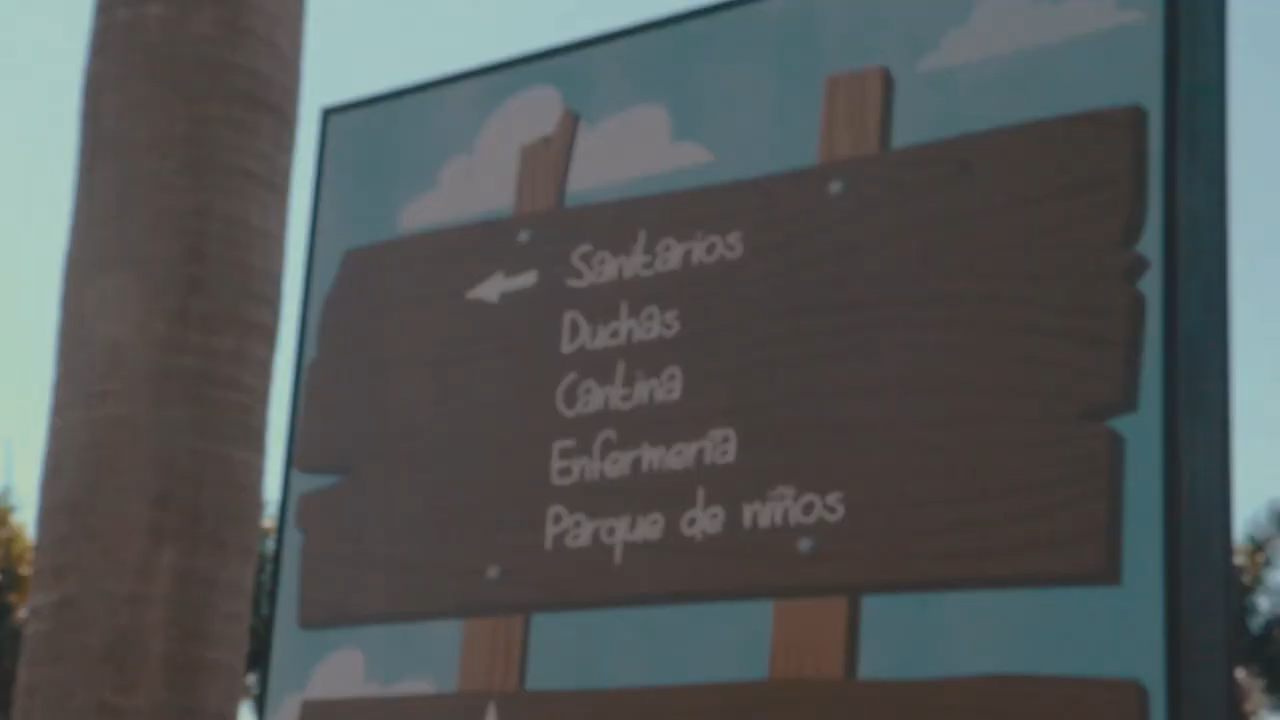 Sanitarios
Duchas
Cantina
Enfermería
Parque de niños